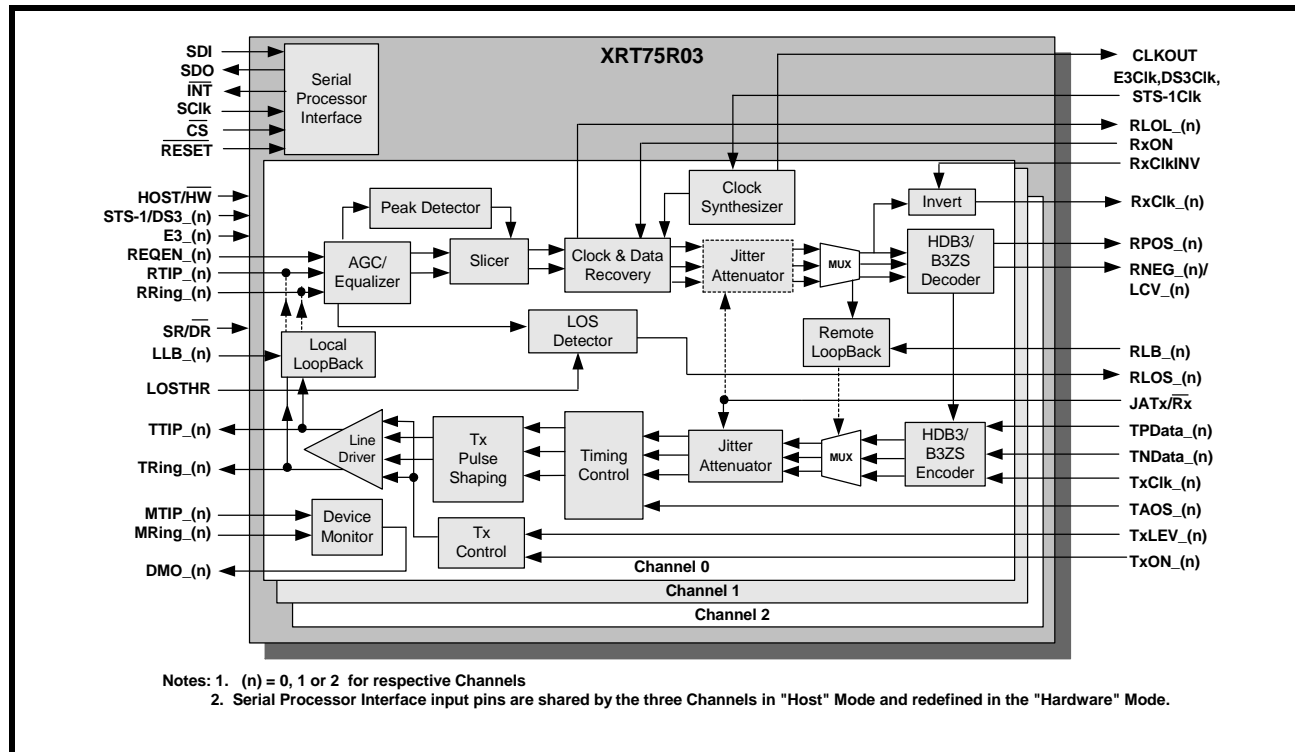 XRT75R03
SDI
SDO
INT
SClk
CS
RESET
Serial
Processor
Interface
CLKOUT
E3Clk,DS3Clk,
STS-1Clk
RLOL_(n)
RxON
RxClkINV
RxClk_(n)
RPOS_(n)
RNEG_(n)/
LCV_(n)
RLB_(n)
RLOS_(n)
JATx/Rx
TPData_(n)
TNData_(n)
TxClk_(n)
TAOS_(n)
TxLEV_(n)
TxON_(n)
HOST/HW
STS-1/DS3_(n)
E3_(n)
REQEN_(n)
RTIP_(n)
RRing_(n)
SR/DR
LLB_(n)
LOSTHR
TTIP_(n)
TRing_(n)
MTIP_(n)
MRing_(n)
DMO_(n)
Peak Detector
AGC/
Equalizer
Slicer
Clock & Data
Recovery
Clock
Synthesizer
Jitter
Attenuator
MUX
Invert
HDB3/
B3ZS
Decoder
LOS
Detector
Remote
LoopBack
Local
LoopBack
Line
Driver
Tx
Pulse
Shaping
Timing
Control
Jitter
Attenuator
MUX
HDB3/
B3ZS
Encoder
Device
Monitor
Tx
Control
Channel 0
Channel 1
Channel 2
Notes: 1. (n) = 0, 1 or 2 for respective Channels
2. Serial Processor Interface input pins are shared by the three Channels in "Host" Mode and redefined in the "Hardware" Mode.